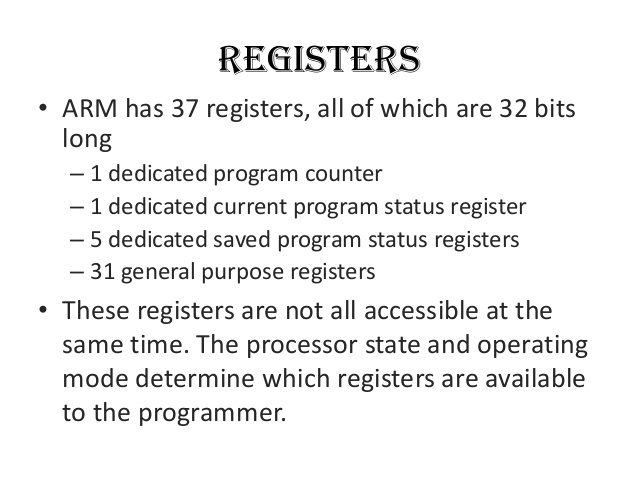 REGISTERS
• ARM has 37 registers, all of which are 32 bits
long
– 1 dedicated program counter
– 1 dedicated current program status register
– 5 dedicated saved program status registers
– 31 general purpose registers
• These registers are not all accessible at the
same time. The processor state and operating
mode determine which registers are available
to the programmer.